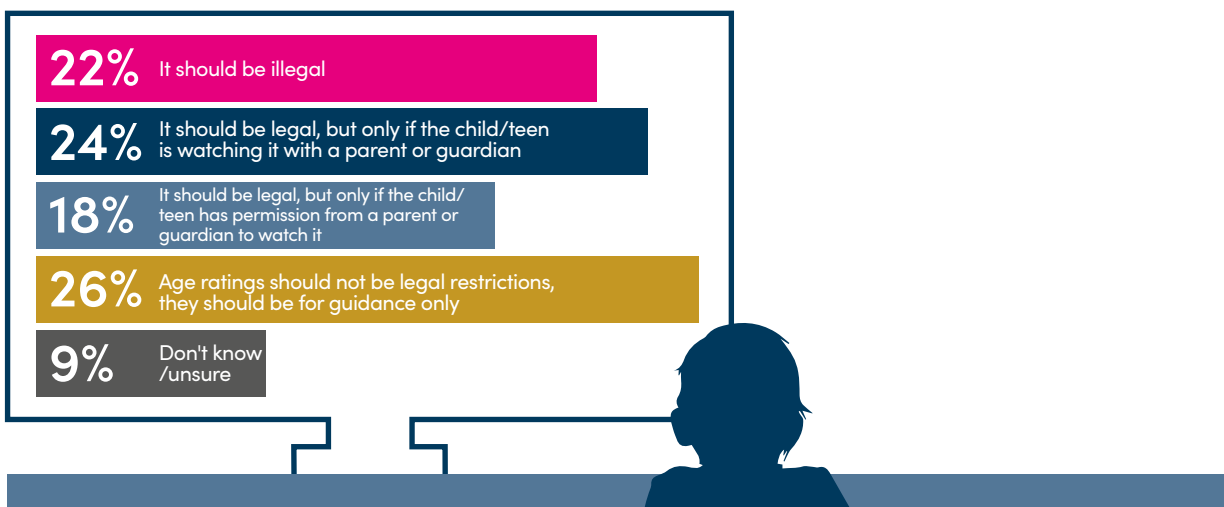 22% It should be illegal
24% It should be legal, but only if the child/teen
is watching it with a parent or guardian
18% It should be legal, but only if the child/
teen has permission from a parent or
guardian to watch it
26% Age ratings should not be legal restrictions,
they should be for guidance only
9% Don't know
/unsure